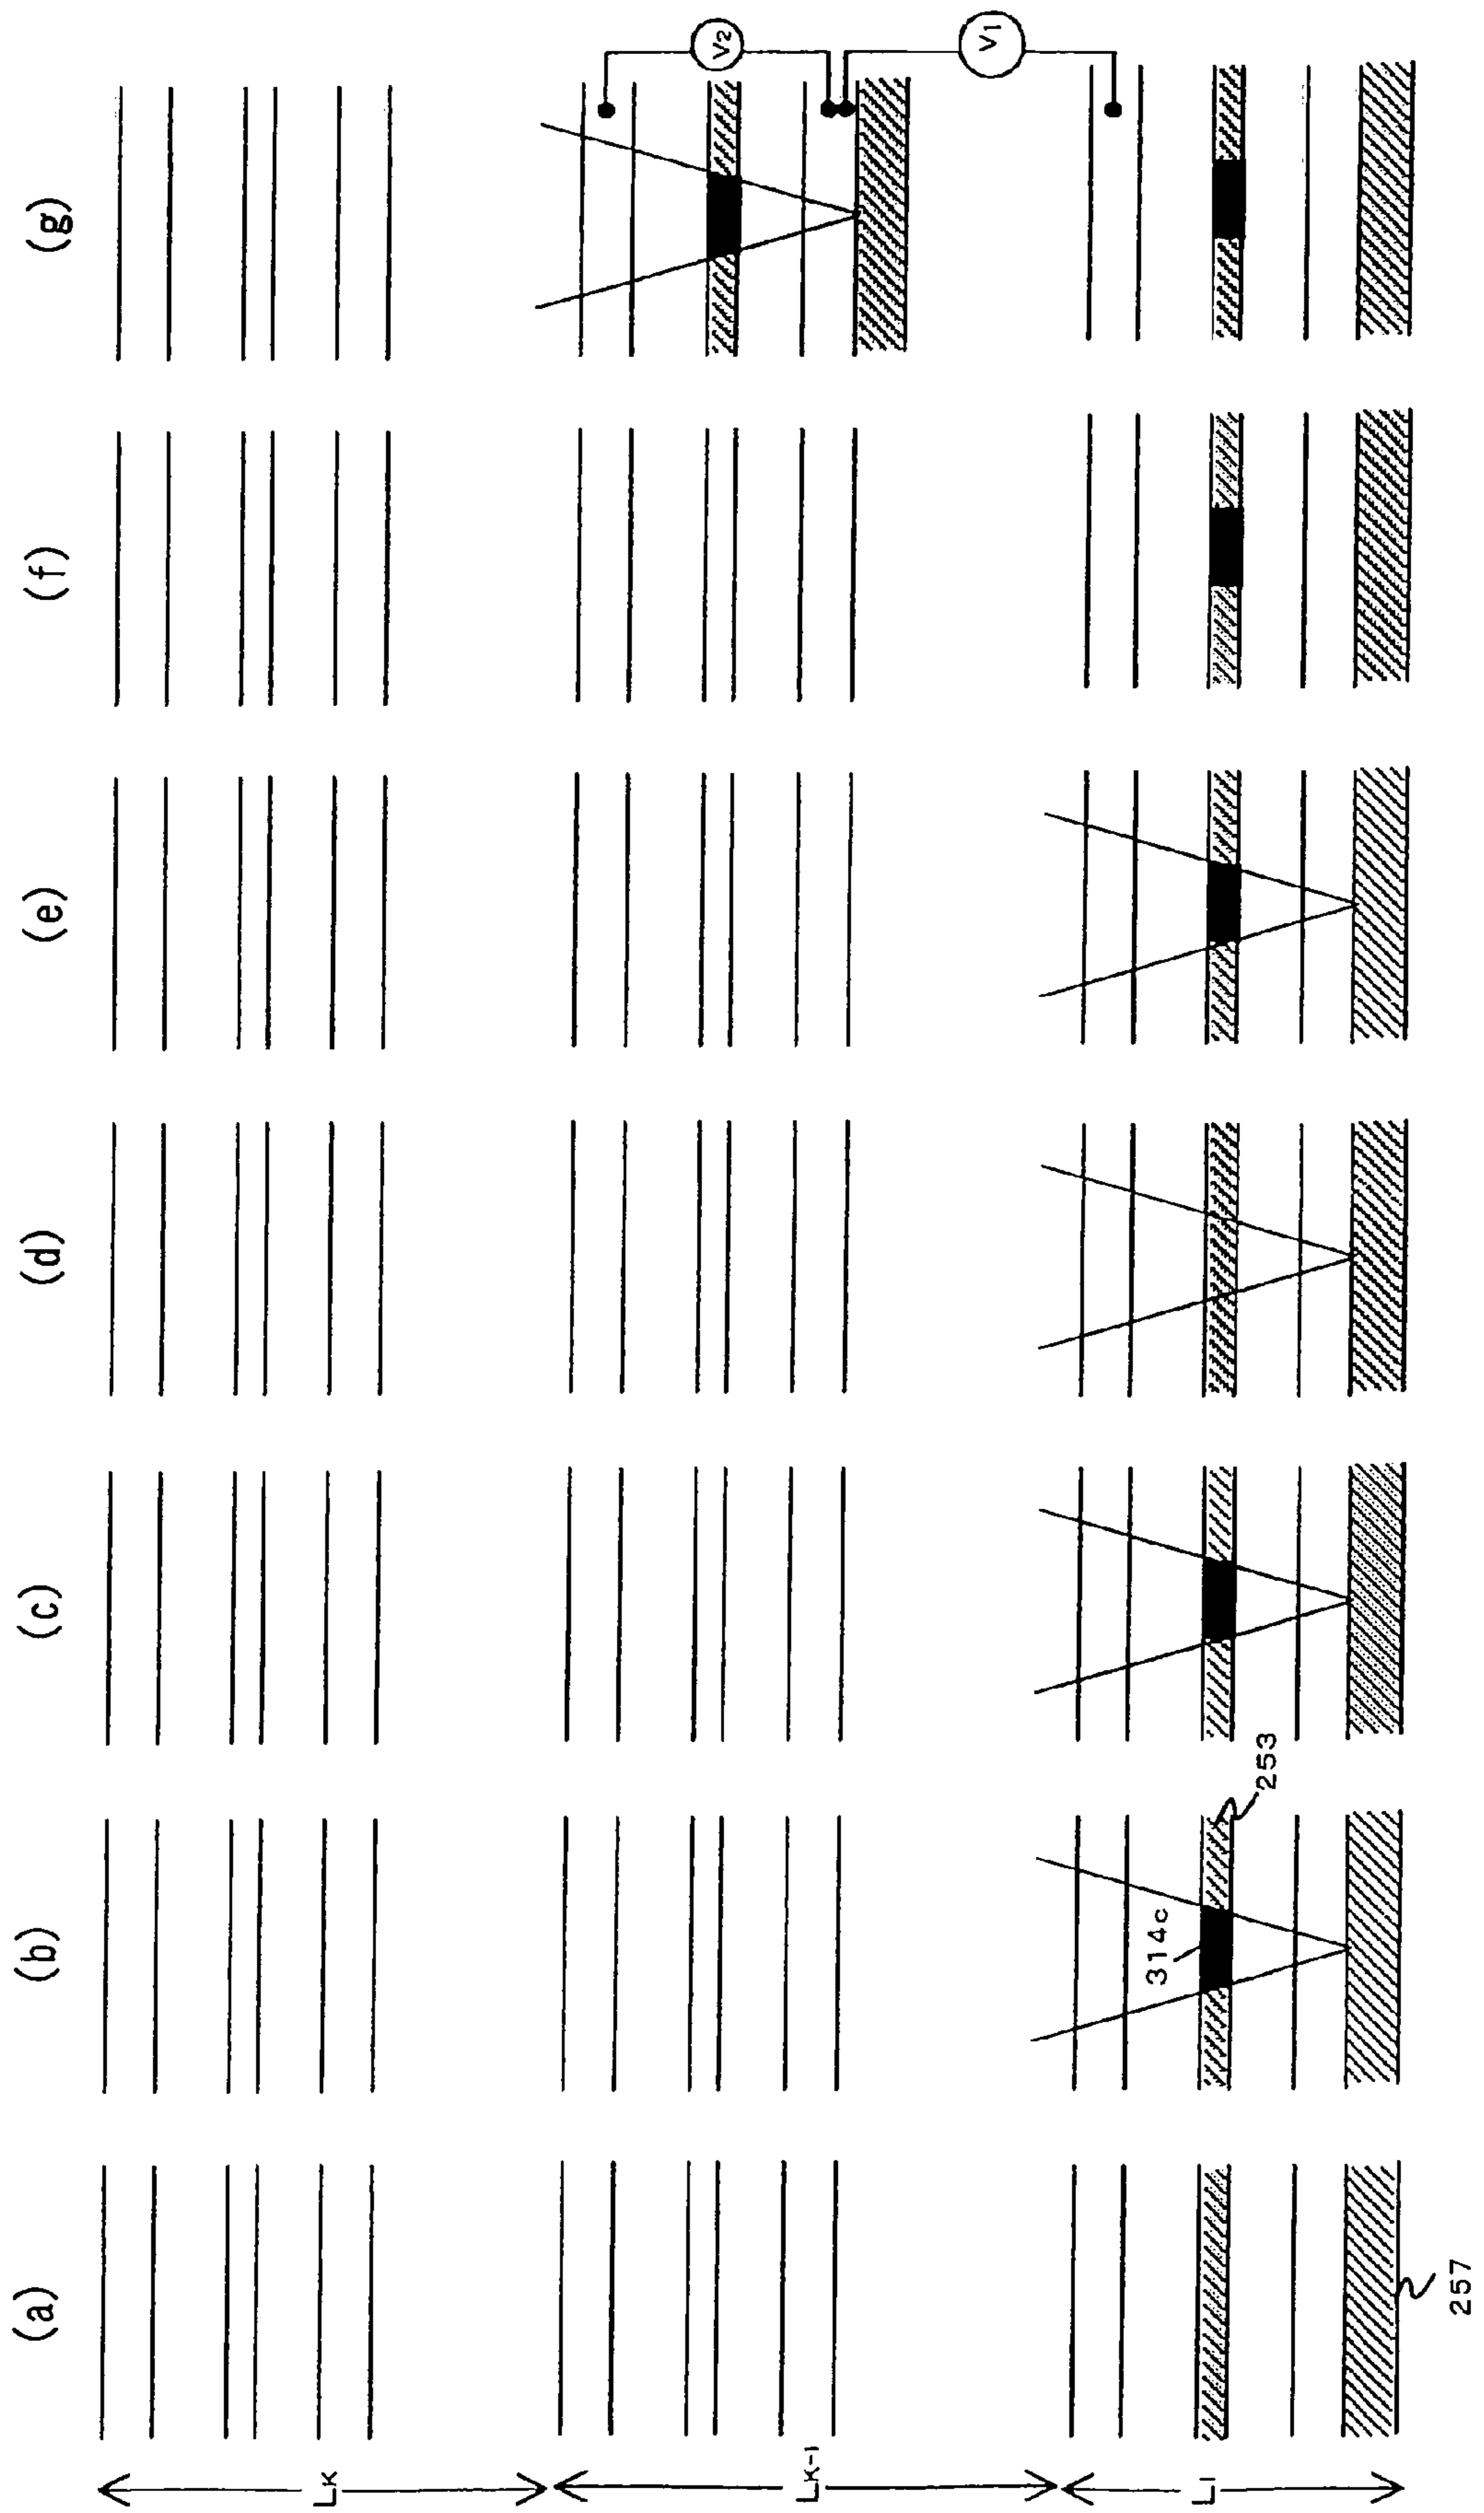 (a)
(b)
(c)
(d)
(e)
(f)
(g)
LK
LK-1
L1
V2
V1
314c
253
257